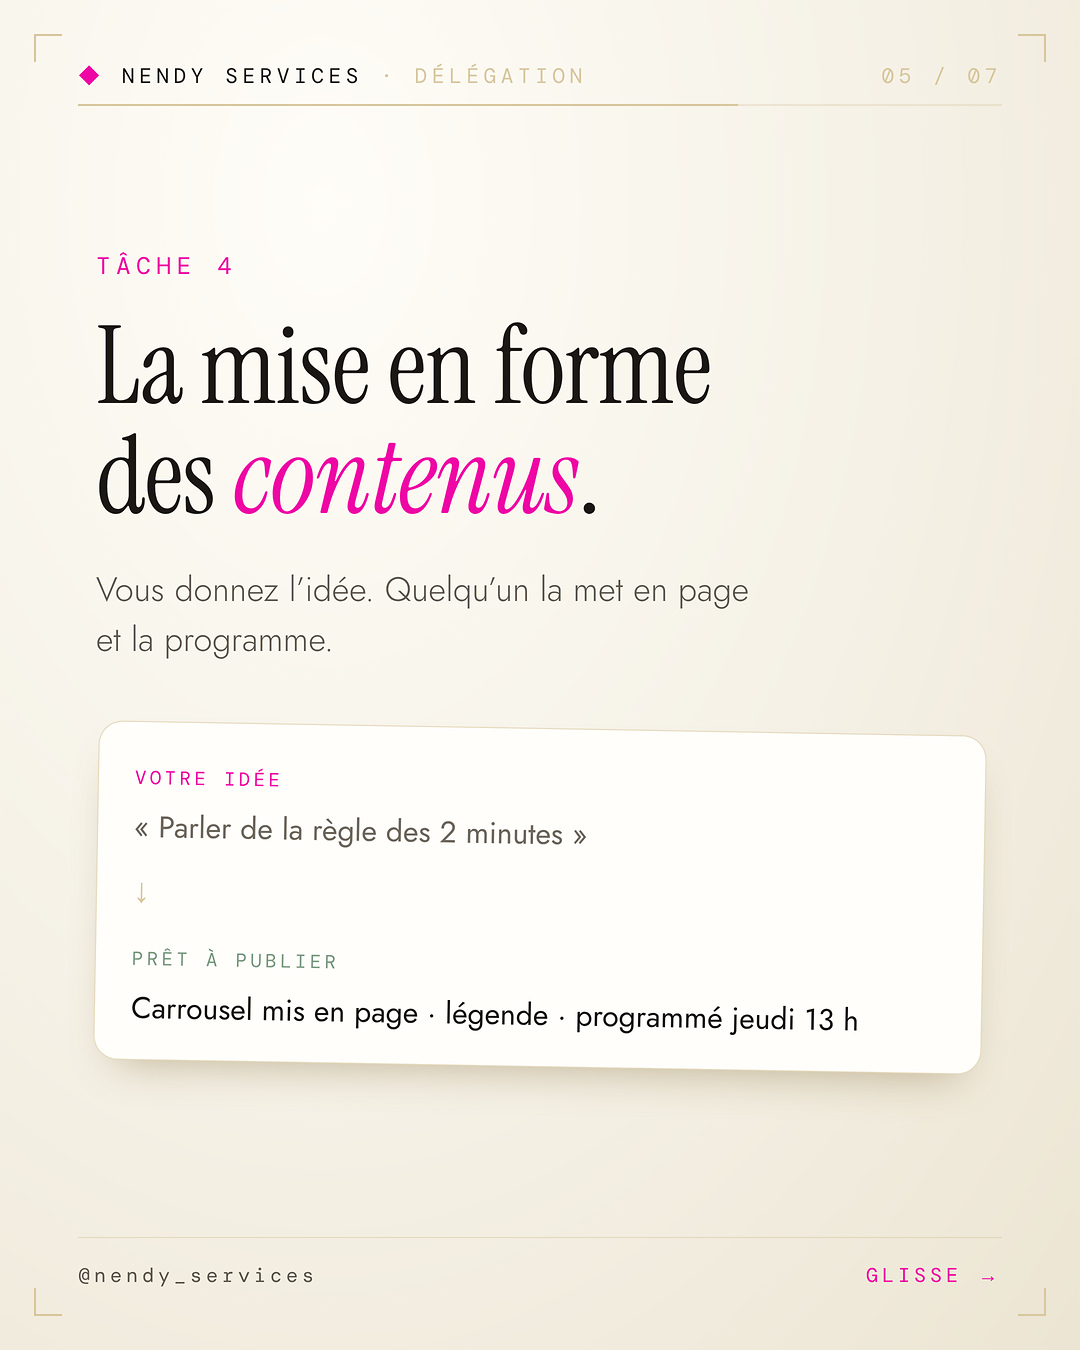 ◆ NENDY SERVICES · DÉLÉGATION 05 / 07
TÂCHE 4
La mise en forme
des contenus.
Vous donnez l’idée. Quelqu’un la met en page
et la programme.
VOTRE IDÉE
« Parler de la règle des 2 minutes »
↓
PRÊT À PUBLIER
Carrousel mis en page · légende · programmé jeudi 13 h
@nendy_services GLISSE →